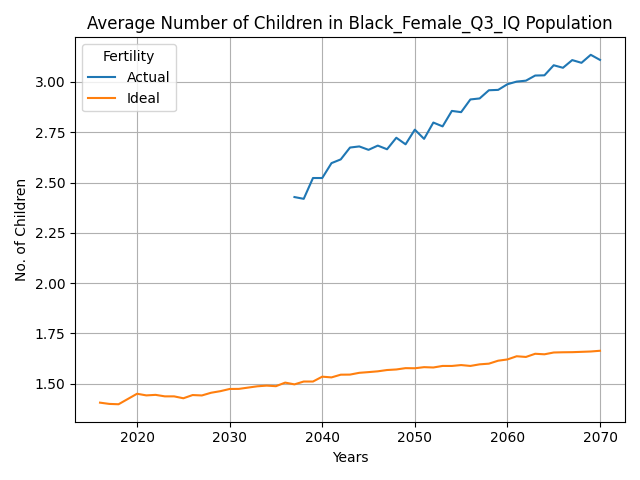 Average Number of Children in Black_Female_Q3_IQ Population
Fertility
Actual
Ideal
No. of Children
3.00
2.75
2.50
2.25
2.00
1.75
1.50
2020 2030 2040 2050 2060 2070
Years